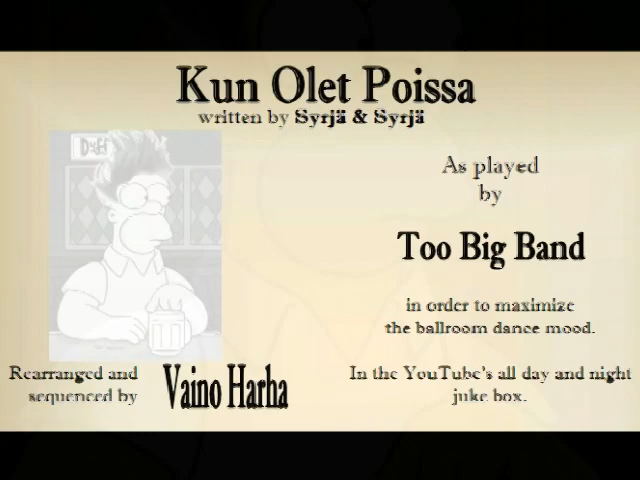 Kun Olet Poissa
written by Syrjä & Syrjä
Duff
As played
by
Too Big Band
in order to maximize
the ballroom dance mood.
Rearranged and
sequenced by
Vaino Harha
In the YouTube's all day and night
juke box.